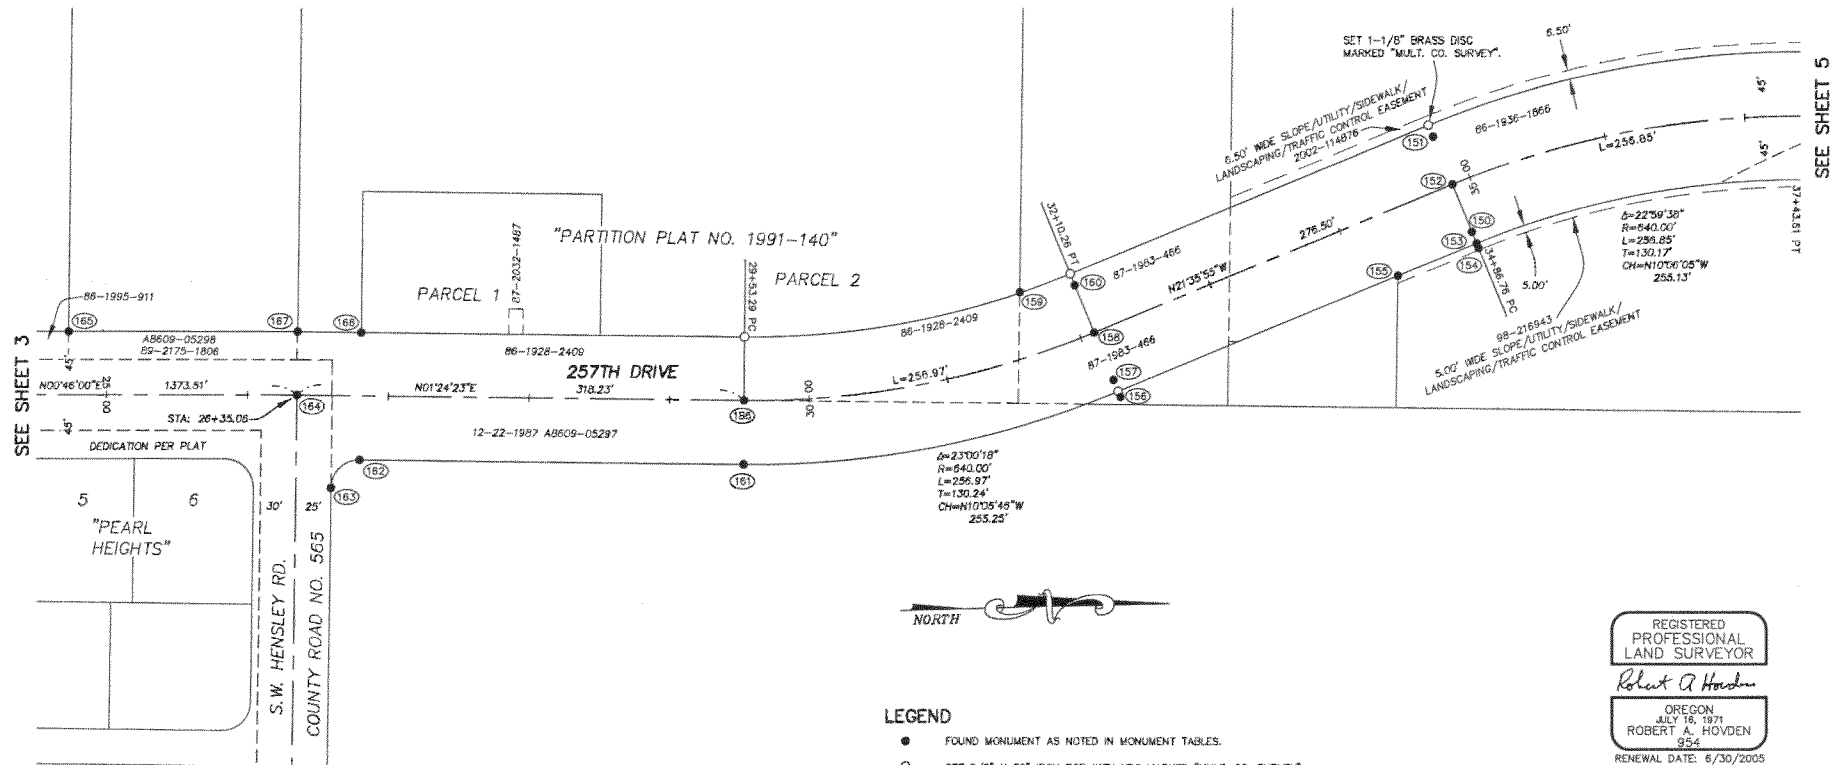 SET 1-1/8" BRASS DISC
MARKED "MULT. CO. SURVEY".
6.50'
SEE SHEET 5
45'
45'
6.50' WIDE SLOPE/UTILITY/SIDEWALK/
LANDSCAPING/TRAFFIC CONTROL EASEMENT
2002-114876
151
86-1936-1866
L=256.85'
152
35+00
150
153
154
37+43.61 PT
Δ=22°59'38"
R=640.00'
L=256.85'
T=130.17'
CH=N10°06'05"W
255.13'
32+10.26 PT
276.50'
87-1983-466
N21°35'55"W
155
34+86.76 PC
5.00'
98-216943
5.00' WIDE SLOPE/UTILITY/SIDEWALK/
LANDSCAPING/TRAFFIC CONTROL EASEMENT
"PARTITION PLAT NO. 1991-140"
87-2032-1487
PARCEL 1
29+53.29 PC
PARCEL 2
159
160
86-1928-2409
158
87-1983-466
157
156
SEE SHEET 3
86-1995-911
165
167
168
A8609-05298
89-2175-1806
86-1928-2409
257TH DRIVE
L=256.97'
45'
N00°46'00"E
25+00
1373.51'
N01°24'23"E
318.23'
30+00
164
166
STA: 26+35.06
45'
DEDICATION PER PLAT
12-22-1987 A8609-05297
162
161
163
Δ=23°00'18"
R=640.00'
L=256.97'
T=130.24'
CH=N10°05'46"W
255.25'
5
6
"PEARL
HEIGHTS"
30'
25'
S.W. HENSLEY RD.
COUNTY ROAD NO. 565
NORTH
LEGEND
FOUND MONUMENT AS NOTED IN MONUMENT TABLES.
REGISTERED
PROFESSIONAL
LAND SURVEYOR
Robert A Hovden
OREGON
JULY 16, 1971
ROBERT A. HOVDEN
954
RENEWAL DATE: 6/30/2005